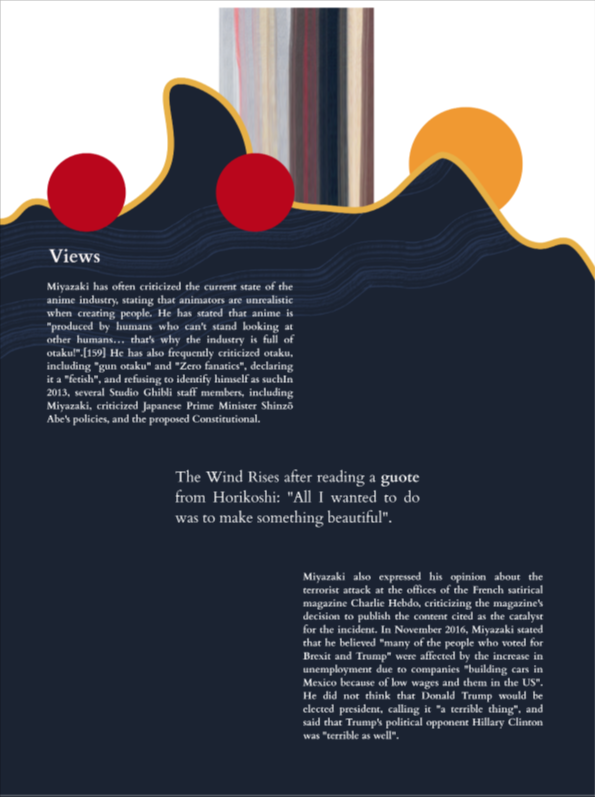 Views
Miyazaki has often criticized the current state of the
anime industry, stating that animators are unrealistic
when creating people. He has stated that anime is
"produced by humans who can't stand looking at
other humans... that's why the industry is full of
otaku!".[159] He has also frequently criticized otaku,
including "gun otaku" and "Zero fanatics", declaring
it a "fetish", and refusing to identify himself as suchIn
2013, several Studio Ghibli staff members, including
Miyazaki, criticized Japanese Prime Minister Shinzō
Abe's policies, and the proposed Constitutional.
The Wind Rises after reading a guote
from Horikoshi: "All I wanted to do
was to make something beautiful".
Miyazaki also expressed his opinion about the
terrorist attack at the offices of the French satirical
magazine Charlie Hebdo, criticizing the magazine's
decision to publish the content cited as the catalyst
for the incident. In November 2016, Miyazaki stated
that he believed "many of the people who voted for
Brexit and Trump" were affected by the increase in
unemployment due to companies "building cars in
Mexico because of low wages and them in the US".
He did not think that Donald Trump would be
elected president, calling it "a terrible thing", and
said that Trump's political opponent Hillary Clinton
was "terrible as well".